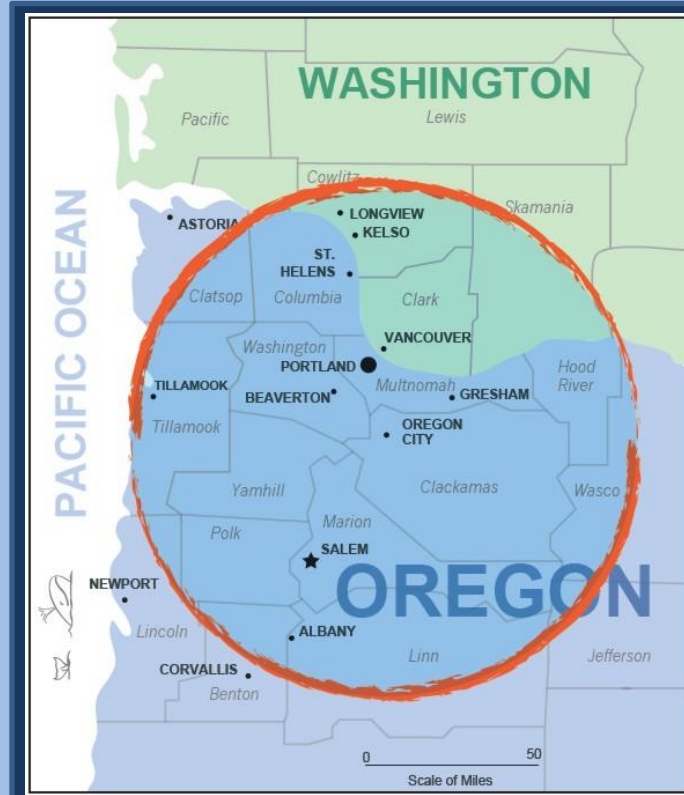 WASHINGTON
Pacific
Lewis
Cowlitz
Skamania
PACIFIC OCEAN
ASTORIA
LONGVIEW
KELSO
ST.
HELENS
Clatsop
Columbia
Clark
Washington
VANCOUVER
PORTLAND
Hood
River
TILLAMOOK
BEAVERTON
Multnomah
GRESHAM
Tillamook
OREGON
CITY
Yamhill
Clackamas
Wasco
Polk
Marion
SALEM
NEWPORT
OREGON
Lincoln
ALBANY
Linn
Jefferson
CORVALLIS
Benton
0 50
Scale of Miles